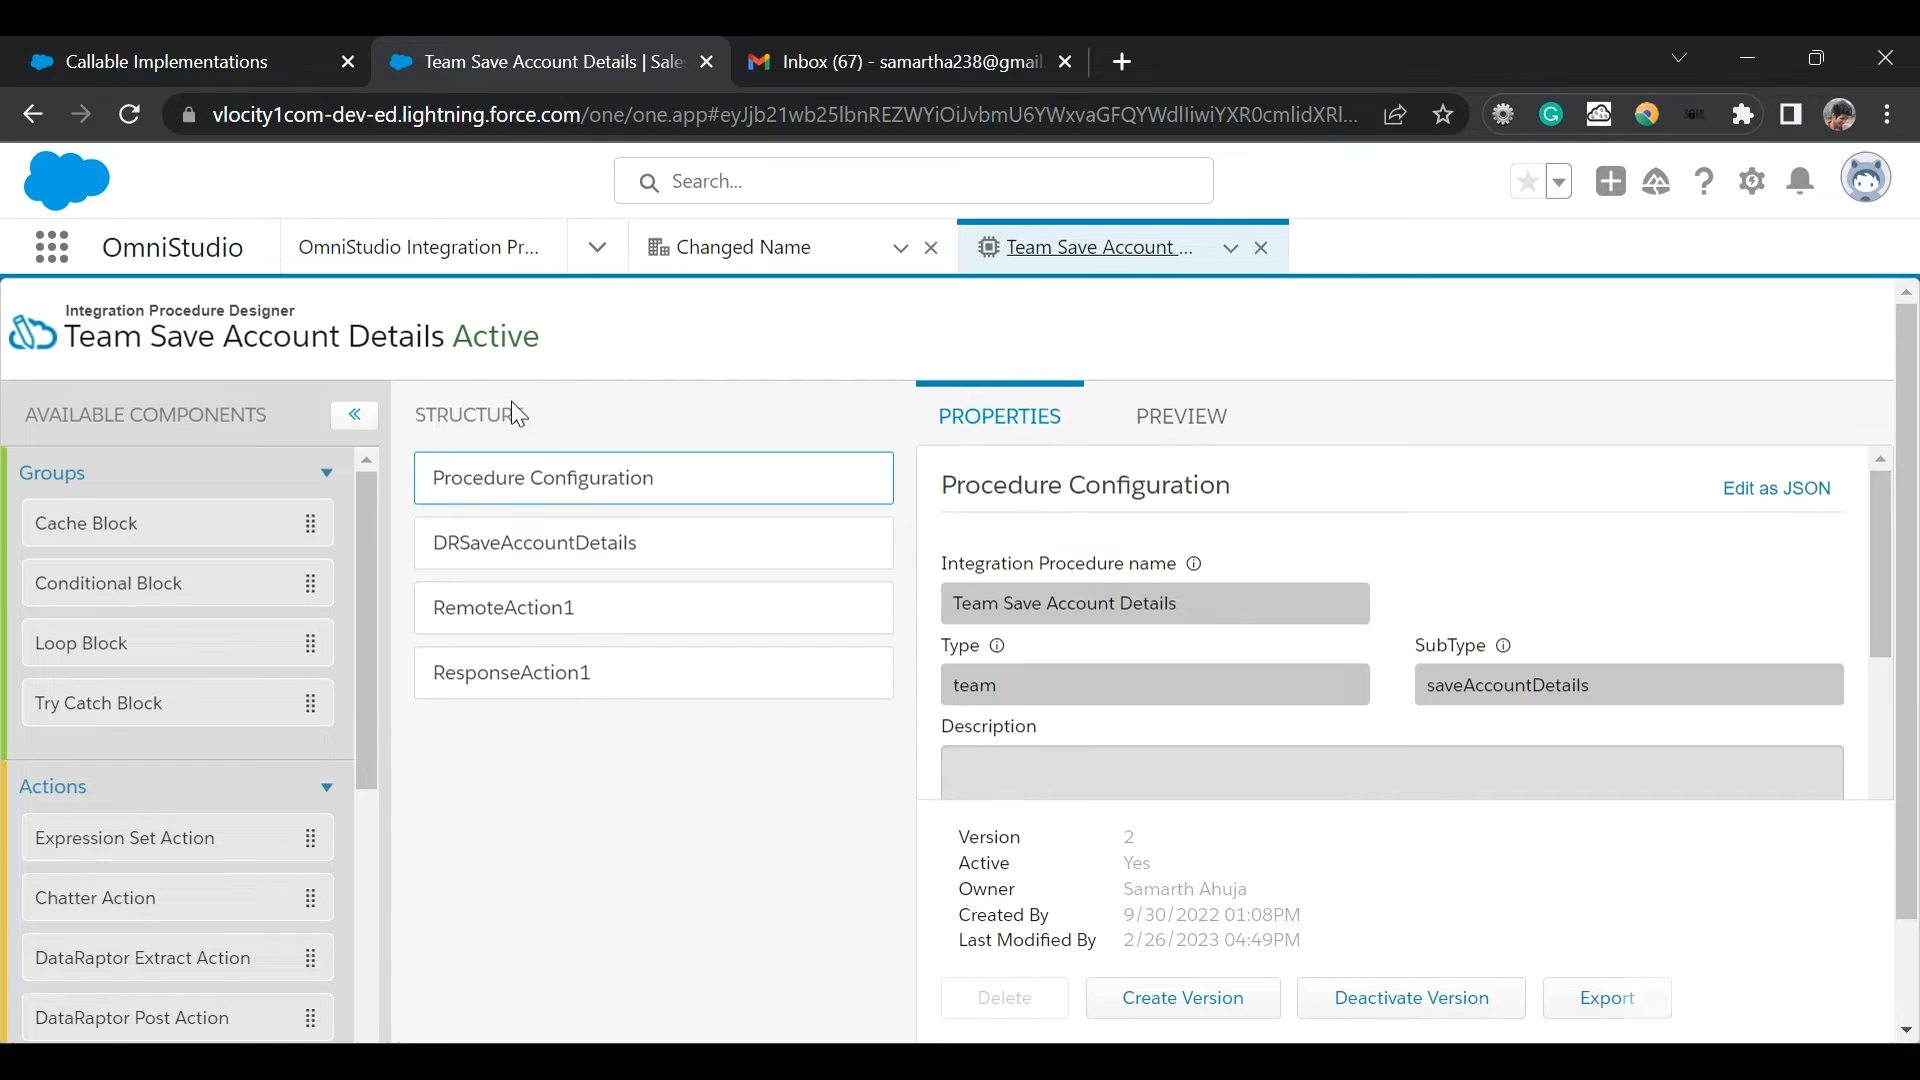 Callable Implementations
Team Save Account Details | Sale
Inbox (67) - samartha238@gmai
vlocity1com-dev-ed.lightning.force.com/one/one.app#eyJjb21wb25lbnREZWYiOiJvbmU6YWxvaGFQYWdlIiwiYXR0cmlidXRl...
Search...
OmniStudio
OmniStudio Integration Pr...
Changed Name
Team Save Account ...
Integration Procedure Designer
Team Save Account Details Active
AVAILABLE COMPONENTS
STRUCTURE
PROPERTIES
PREVIEW
Groups
Cache Block
Conditional Block
Loop Block
Try Catch Block
Actions
Expression Set Action
Chatter Action
DataRaptor Extract Action
DataRaptor Post Action
Procedure Configuration
DRSaveAccountDetails
RemoteAction1
ResponseAction1
Procedure Configuration
Edit as JSON
Integration Procedure name
Team Save Account Details
Type
SubType
team
saveAccountDetails
Description
Version 2
Active Yes
Owner Samarth Ahuja
Created By 9/30/2022 01:08PM
Last Modified By 2/26/2023 04:49PM
Delete
Create Version
Deactivate Version
Export